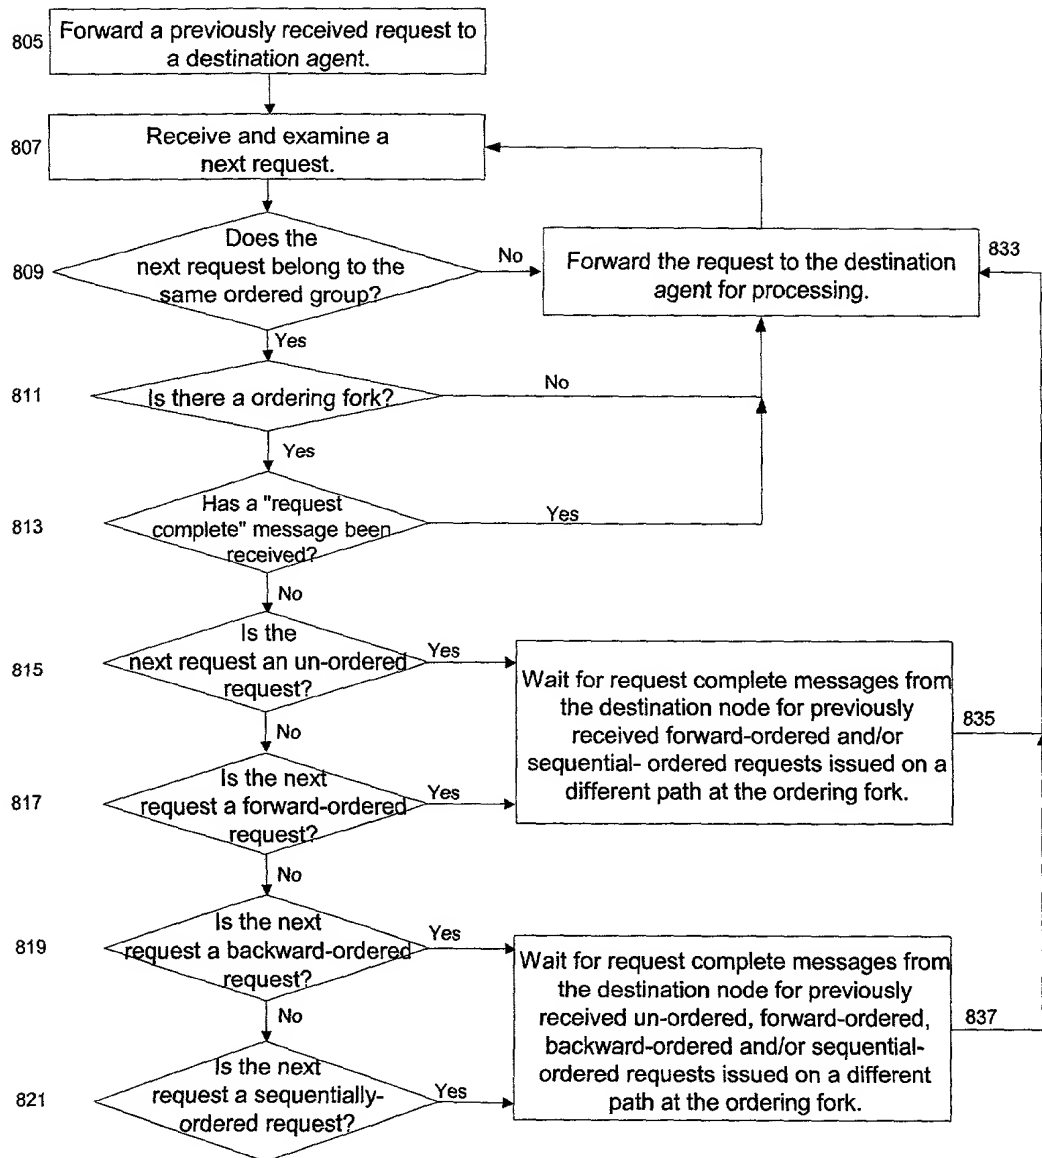 805
Forward a previously received request to
a destination agent.
807
Receive and examine a
next request.
809
Does the
next request belong to the
same ordered group?
No
Forward the request to the destination
agent for processing.
833
Yes
811
Is there a ordering fork?
No
Yes
813
Has a "request
complete" message been
received?
Yes
No
815
Is the
next request an un-ordered
request?
Yes
Wait for request complete messages from
the destination node for previously
received forward-ordered and/or
sequential- ordered requests issued on a
different path at the ordering fork.
835
No
817
Is the next
request a forward-ordered
request?
Yes
No
819
Is the next
request a backward-ordered
request?
Yes
Wait for request complete messages from
the destination node for previously
received un-ordered, forward-ordered,
backward-ordered and/or sequential-
ordered requests issued on a different
path at the ordering fork.
837
No
821
Is the next
request a sequentially-
ordered request?
Yes